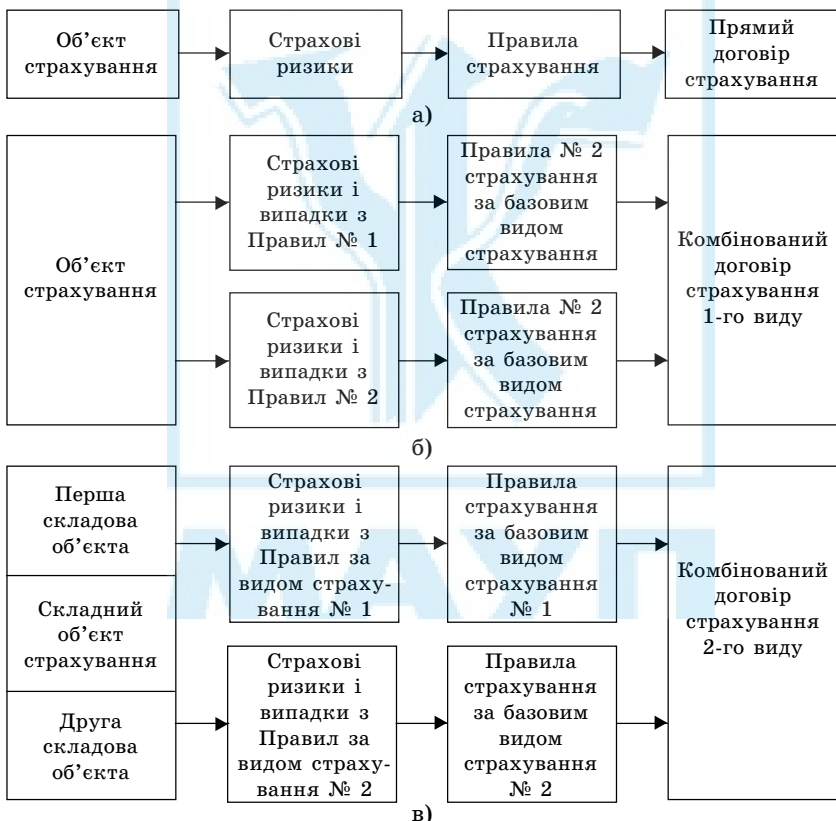 Об’єкт
страхування
Страхові
ризики
Правила
страхування
Прямий
договір
страхування
а)
Об’єкт
страхування
Страхові
ризики і
випадки з
Правил № 1
Правила № 2
страхування
за базовим
видом
страхування
Страхові
ризики і
випадки з
Правил № 2
Правила № 2
страхування
за базовим
видом
страхування
Комбінований
договір
страхування
1-го виду
б)
Перша
складова
об’єкта
Складний
об’єкт
страхування
Друга
складова
об’єкта
Страхові
ризики і
випадки з
Правил за
видом страху-
вання № 1
Правила
страхування
за базовим
видом
страхування
№ 1
Страхові
ризики і
випадки з
Правил за
видом страху-
вання № 2
Правила
страхування
за базовим
видом
страхування
№ 2
Комбінований
договір
страхування
2-го виду
в)
МАУП